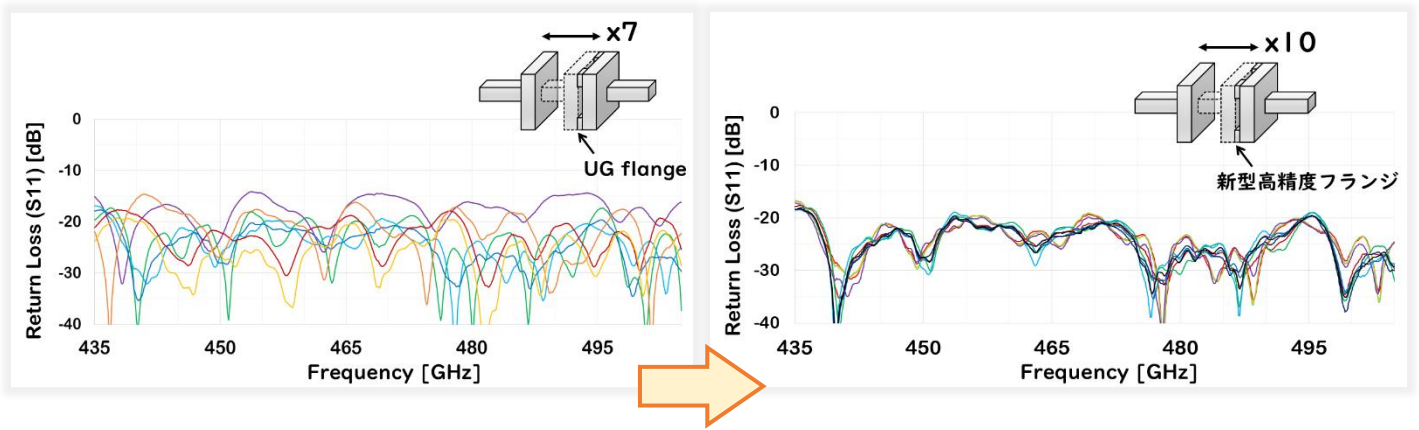 x7
UG flange
Return Loss (S11) [dB]
0
-10
-20
-30
-40
435
450
465
480
495
Frequency [GHz]
x10
新型高精度フランジ
Return Loss (S11) [dB]
0
-10
-20
-30
-40
435
450
465
480
495
Frequency [GHz]